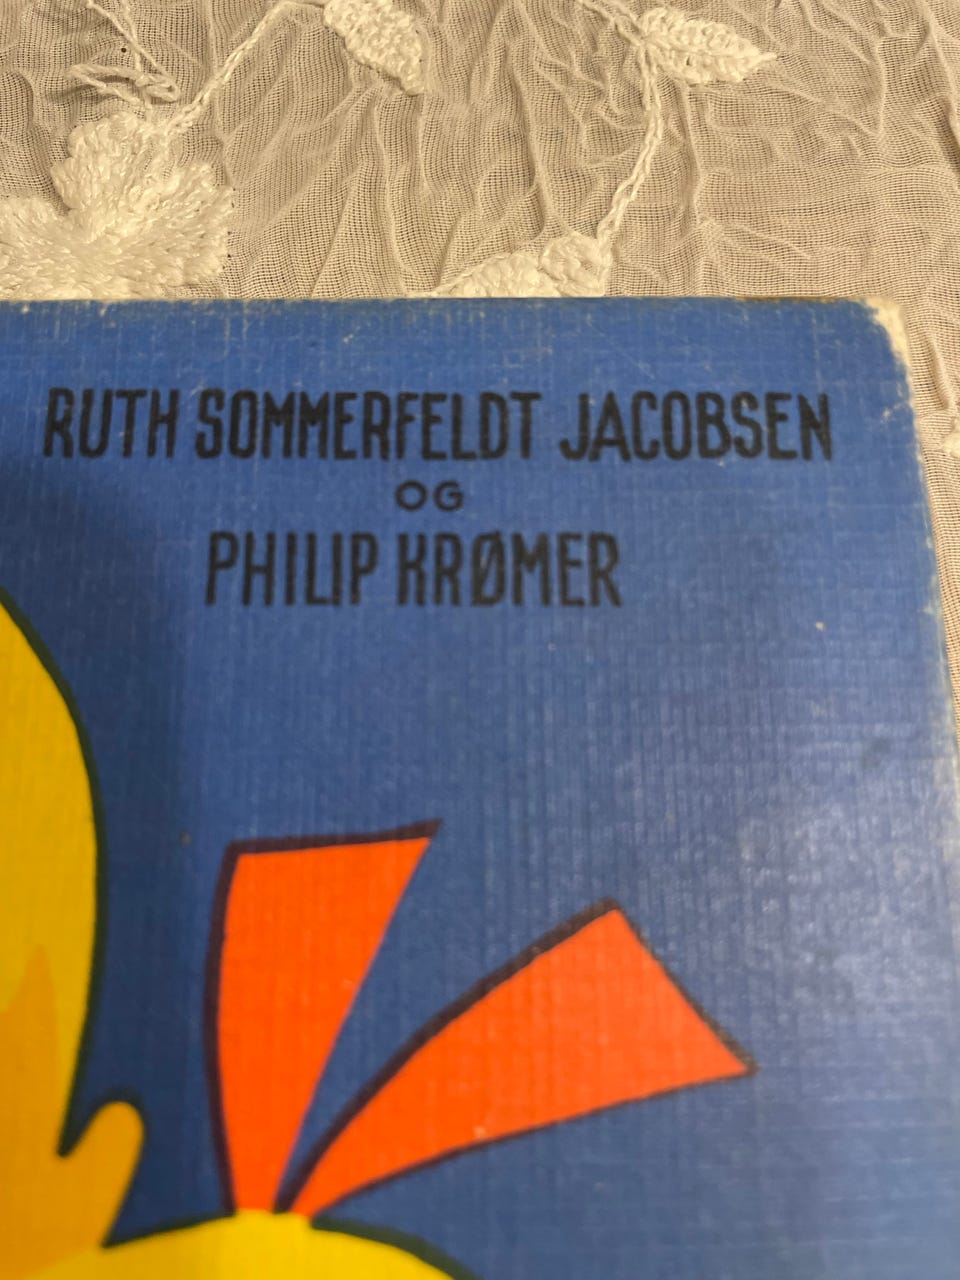 RUTH SOMMERFELDT JACOBSEN
OG
PHILIP KRØMER